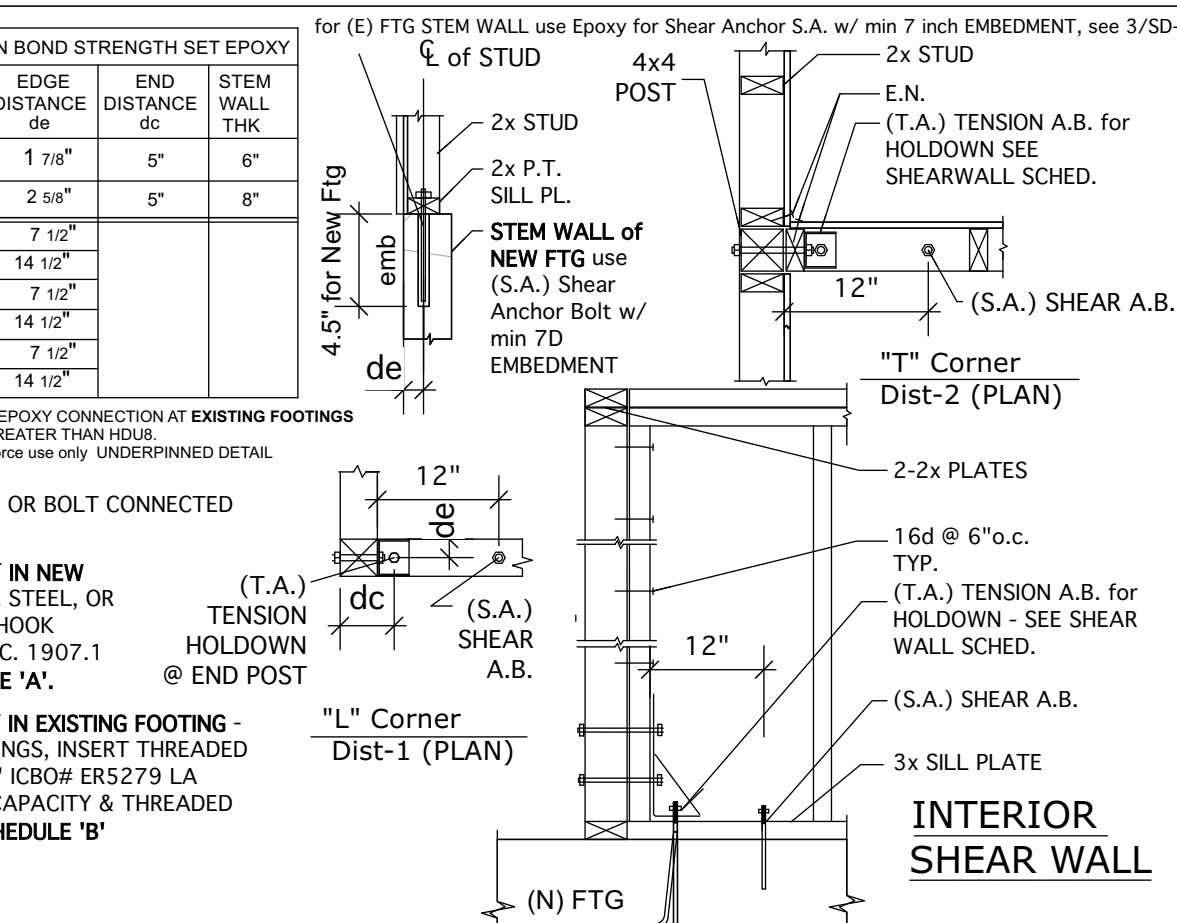 for (E) FTG STEM WALL use Epoxy for Shear Anchor S.A. w/ min 7 inch EMBEDMENT, see 3/SD-
N BOND STRENGTH SET EPOXY
EDGE DISTANCE de
END DISTANCE dc
STEM WALL THK
1 7/8" 5" 6"
2 5/8" 5" 8"
7 1/2"
14 1/2"
7 1/2"
14 1/2"
7 1/2"
14 1/2"
EPOXY CONNECTION AT EXISTING FOOTINGS
REATER THAN HDU8.
orce use only UNDERPINNED DETAIL
OR BOLT CONNECTED
IN NEW
STEEL, OR
HOOK
C. 1907.1
E 'A'.
IN EXISTING FOOTING -
NGS, INSERT THREADED
" ICBO# ER5279 LA
CAPACITY & THREADED
HEDULE 'B'
℄ of STUD
2x STUD
2x P.T.
SILL PL.
STEM WALL of
NEW FTG use
(S.A.) Shear
Anchor Bolt w/
min 7D
EMBEDMENT
4.5" for New Ftg
emb
de
4x4
POST
2x STUD
E.N.
(T.A.) TENSION A.B. for
HOLDOWN SEE
SHEARWALL SCHED.
12"
(S.A.) SHEAR A.B.
"T" Corner
Dist-2 (PLAN)
12"
de
dc
(T.A.)
TENSION
HOLDOWN
@ END POST
(S.A.)
SHEAR
A.B.
"L" Corner
Dist-1 (PLAN)
2-2x PLATES
16d @ 6"o.c.
TYP.
(T.A.) TENSION A.B. for
HOLDOWN - SEE SHEAR
WALL SCHED.
12"
(S.A.) SHEAR A.B.
3x SILL PLATE
(N) FTG
INTERIOR
SHEAR WALL